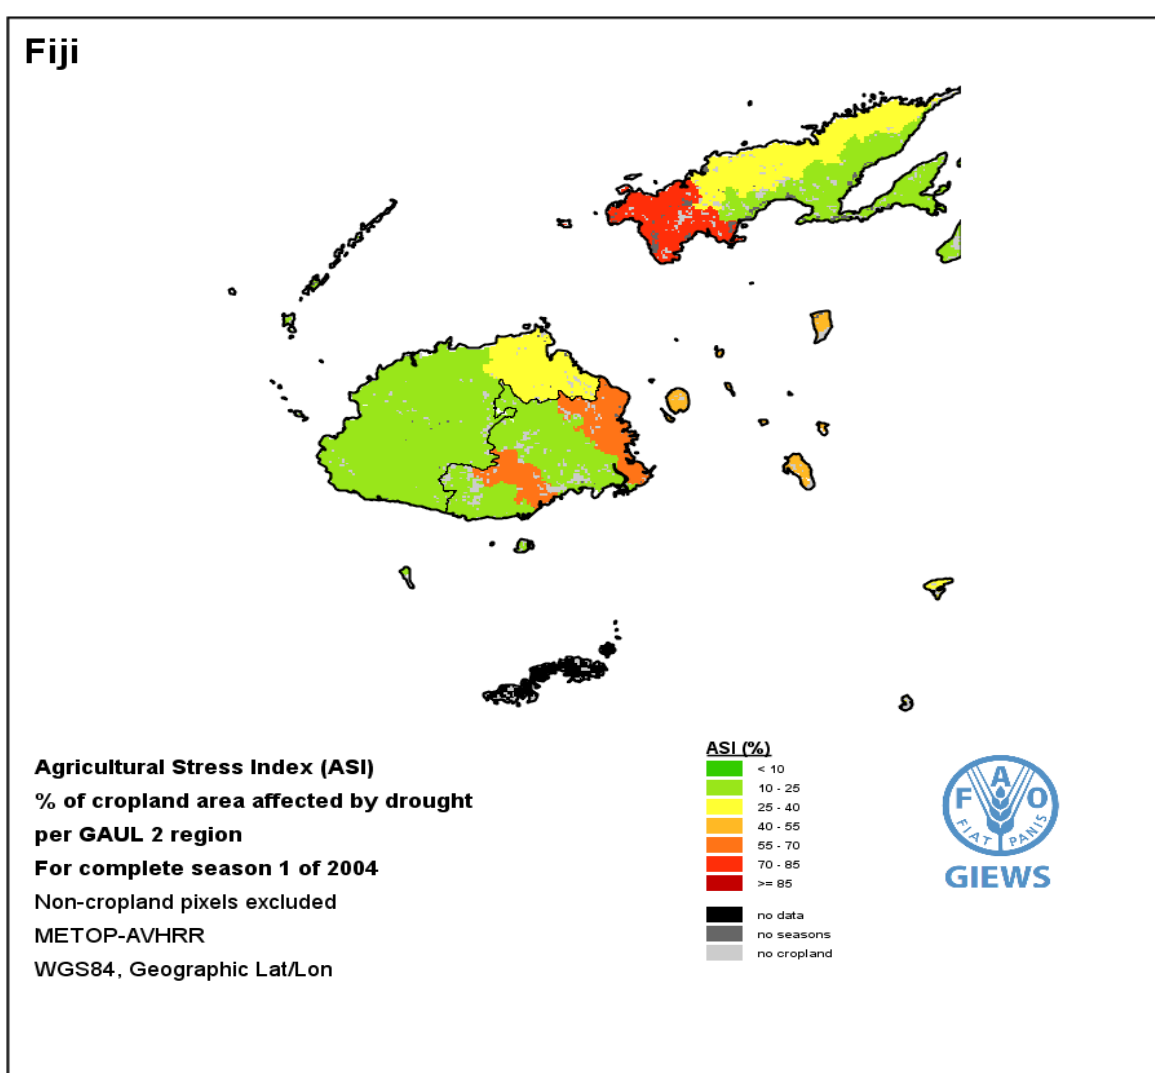 Fiji
Agricultural Stress Index (ASI)
% of cropland area affected by drought
per GAUL 2 region
For complete season 1 of 2004
Non-cropland pixels excluded
METOP-AVHRR
WGS84, Geographic Lat/Lon
ASI (%)
< 10
10 - 25
25 - 40
40 - 55
55 - 70
70 - 85
>= 85
no data
no seasons
no cropland
F A O
FIAT PANIS
GIEWS